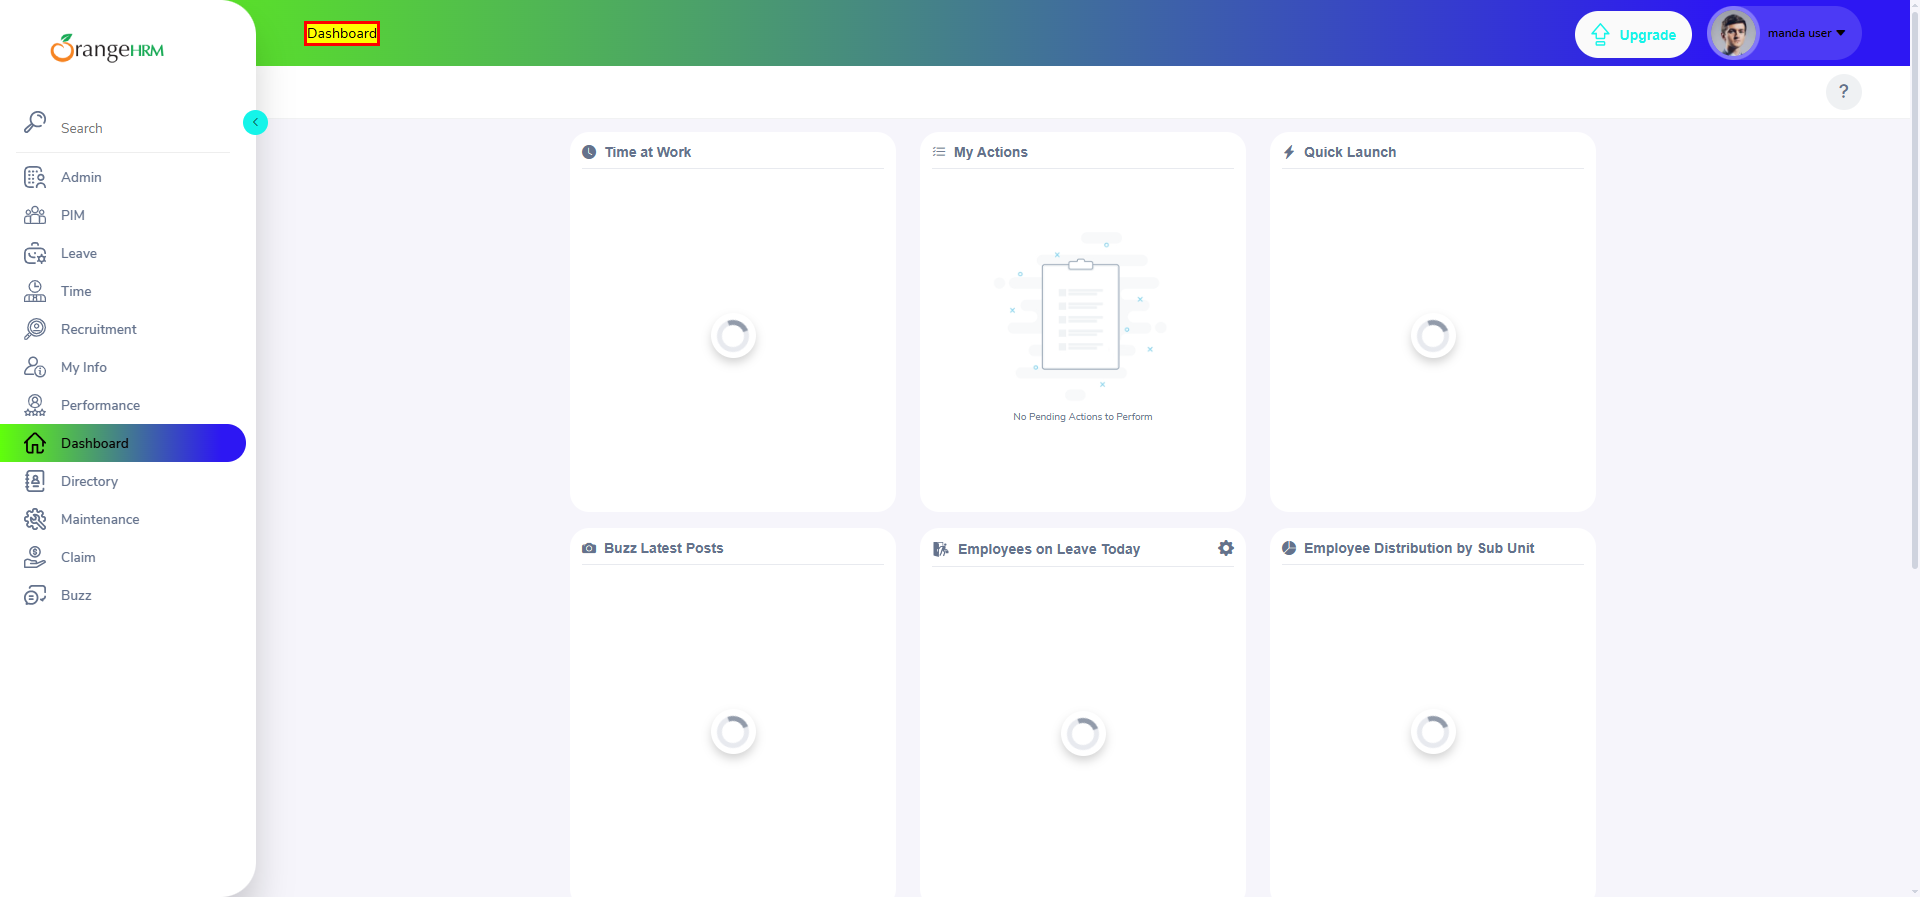 OrangeHRM
Dashboard
Upgrade
manda user
?
Search
Admin
PIM
Leave
Time
Recruitment
My Info
Performance
Dashboard
Directory
Maintenance
Claim
Buzz
Time at Work
My Actions
No Pending Actions to Perform
Quick Launch
Buzz Latest Posts
Employees on Leave Today
Employee Distribution by Sub Unit